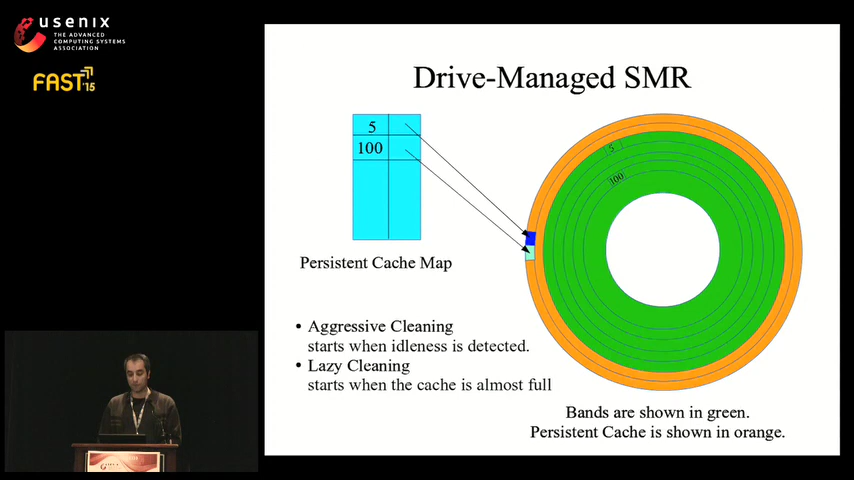 usenix
THE ADVANCED
COMPUTING SYSTEMS
ASSOCIATION
FAST '15
Drive-Managed SMR
5
100
5
100
Persistent Cache Map
• Aggressive Cleaning
starts when idleness is detected.
• Lazy Cleaning
starts when the cache is almost full
Bands are shown in green.
Persistent Cache is shown in orange.